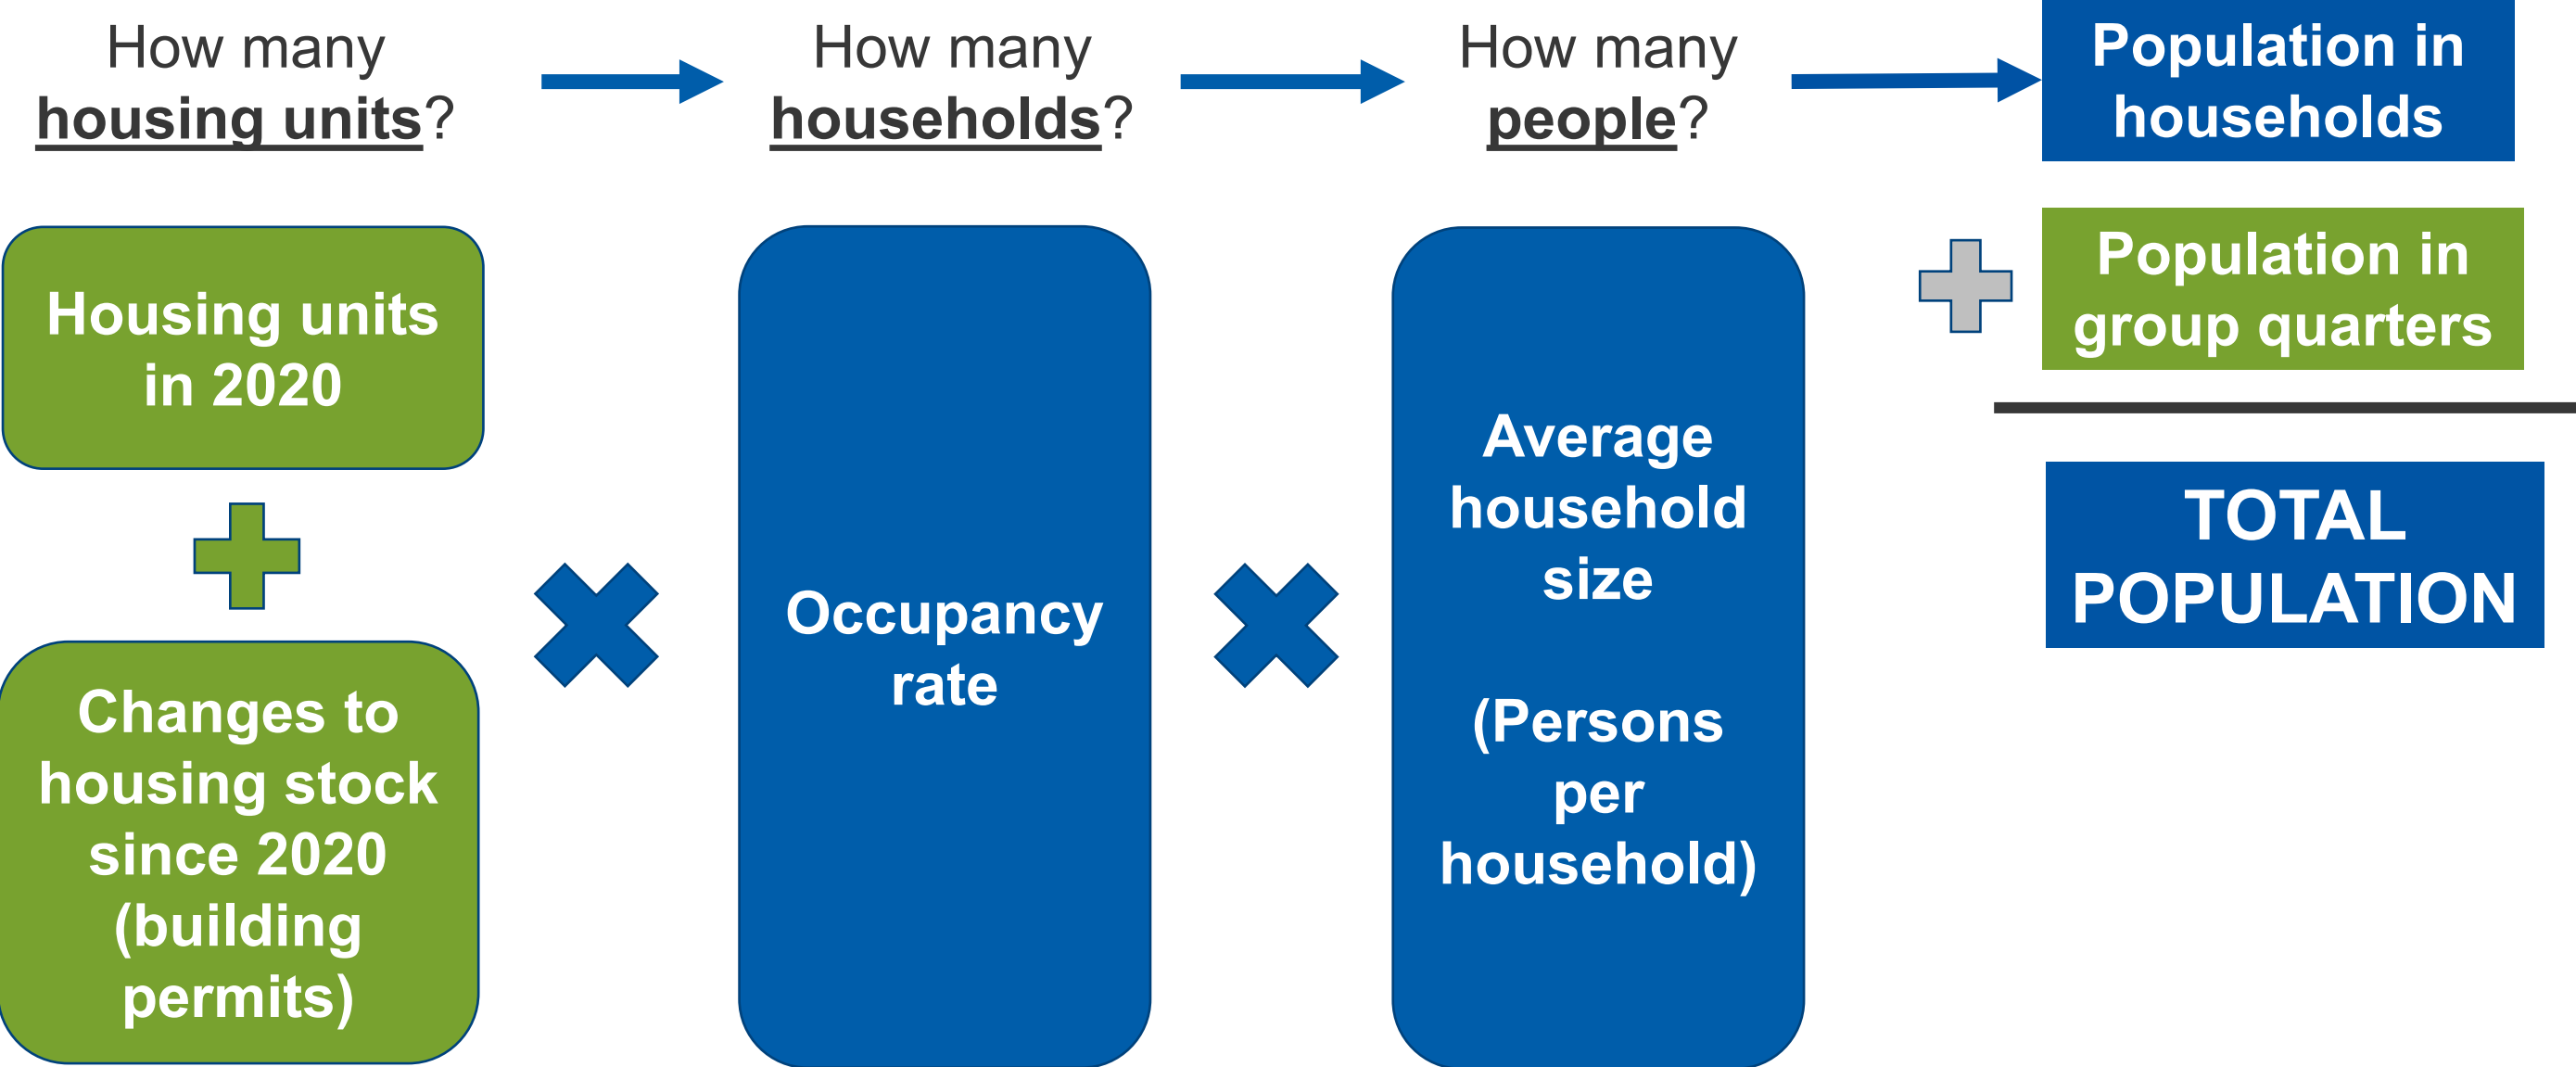 How many
housing units?
How many
households?
How many
people?
Population in
households
Housing units
in 2020
Changes to
housing stock
since 2020
(building
permits)
Occupancy
rate
Average
household
size
(Persons
per
household)
Population in
group quarters
TOTAL
POPULATION